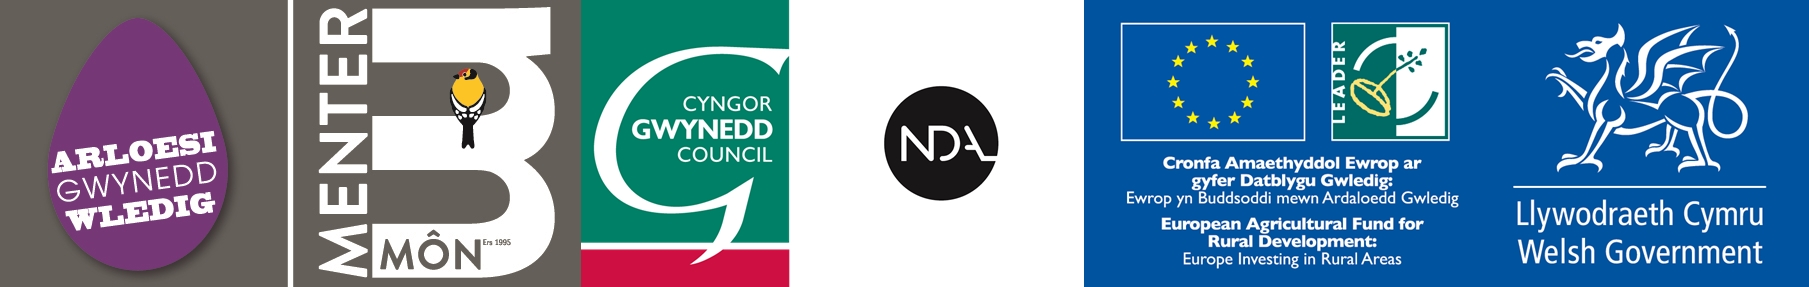 ARLOESI
GWYNEDD
WLEDIG
MENTER
MÔN
Ers 1995
CYNGOR
GWYNEDD
COUNCIL
NDA
LEADER
Cronfa Amaethyddol Ewrop ar
gyfer Datblygu Gwledig:
Ewrop yn Buddsoddi mewn Ardaloedd Gwledig
European Agricultural Fund for
Rural Development:
Europe Investing in Rural Areas
Llywodraeth Cymru
Welsh Government